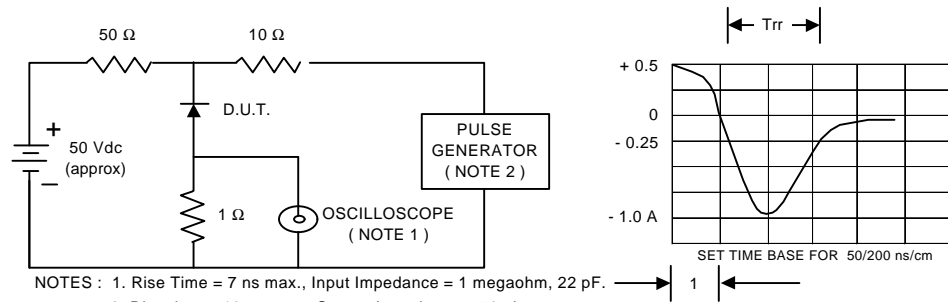 Trr
50 Ω
10 Ω
+ 0.5
D.U.T.
0
+
50 Vdc
(approx)
−
PULSE
GENERATOR
( NOTE 2 )
- 0.25
1 Ω
OSCILLOSCOPE
( NOTE 1 )
- 1.0 A
SET TIME BASE FOR 50/200 ns/cm
NOTES : 1. Rise Time = 7 ns max., Input Impedance = 1 megaohm, 22 pF.
1